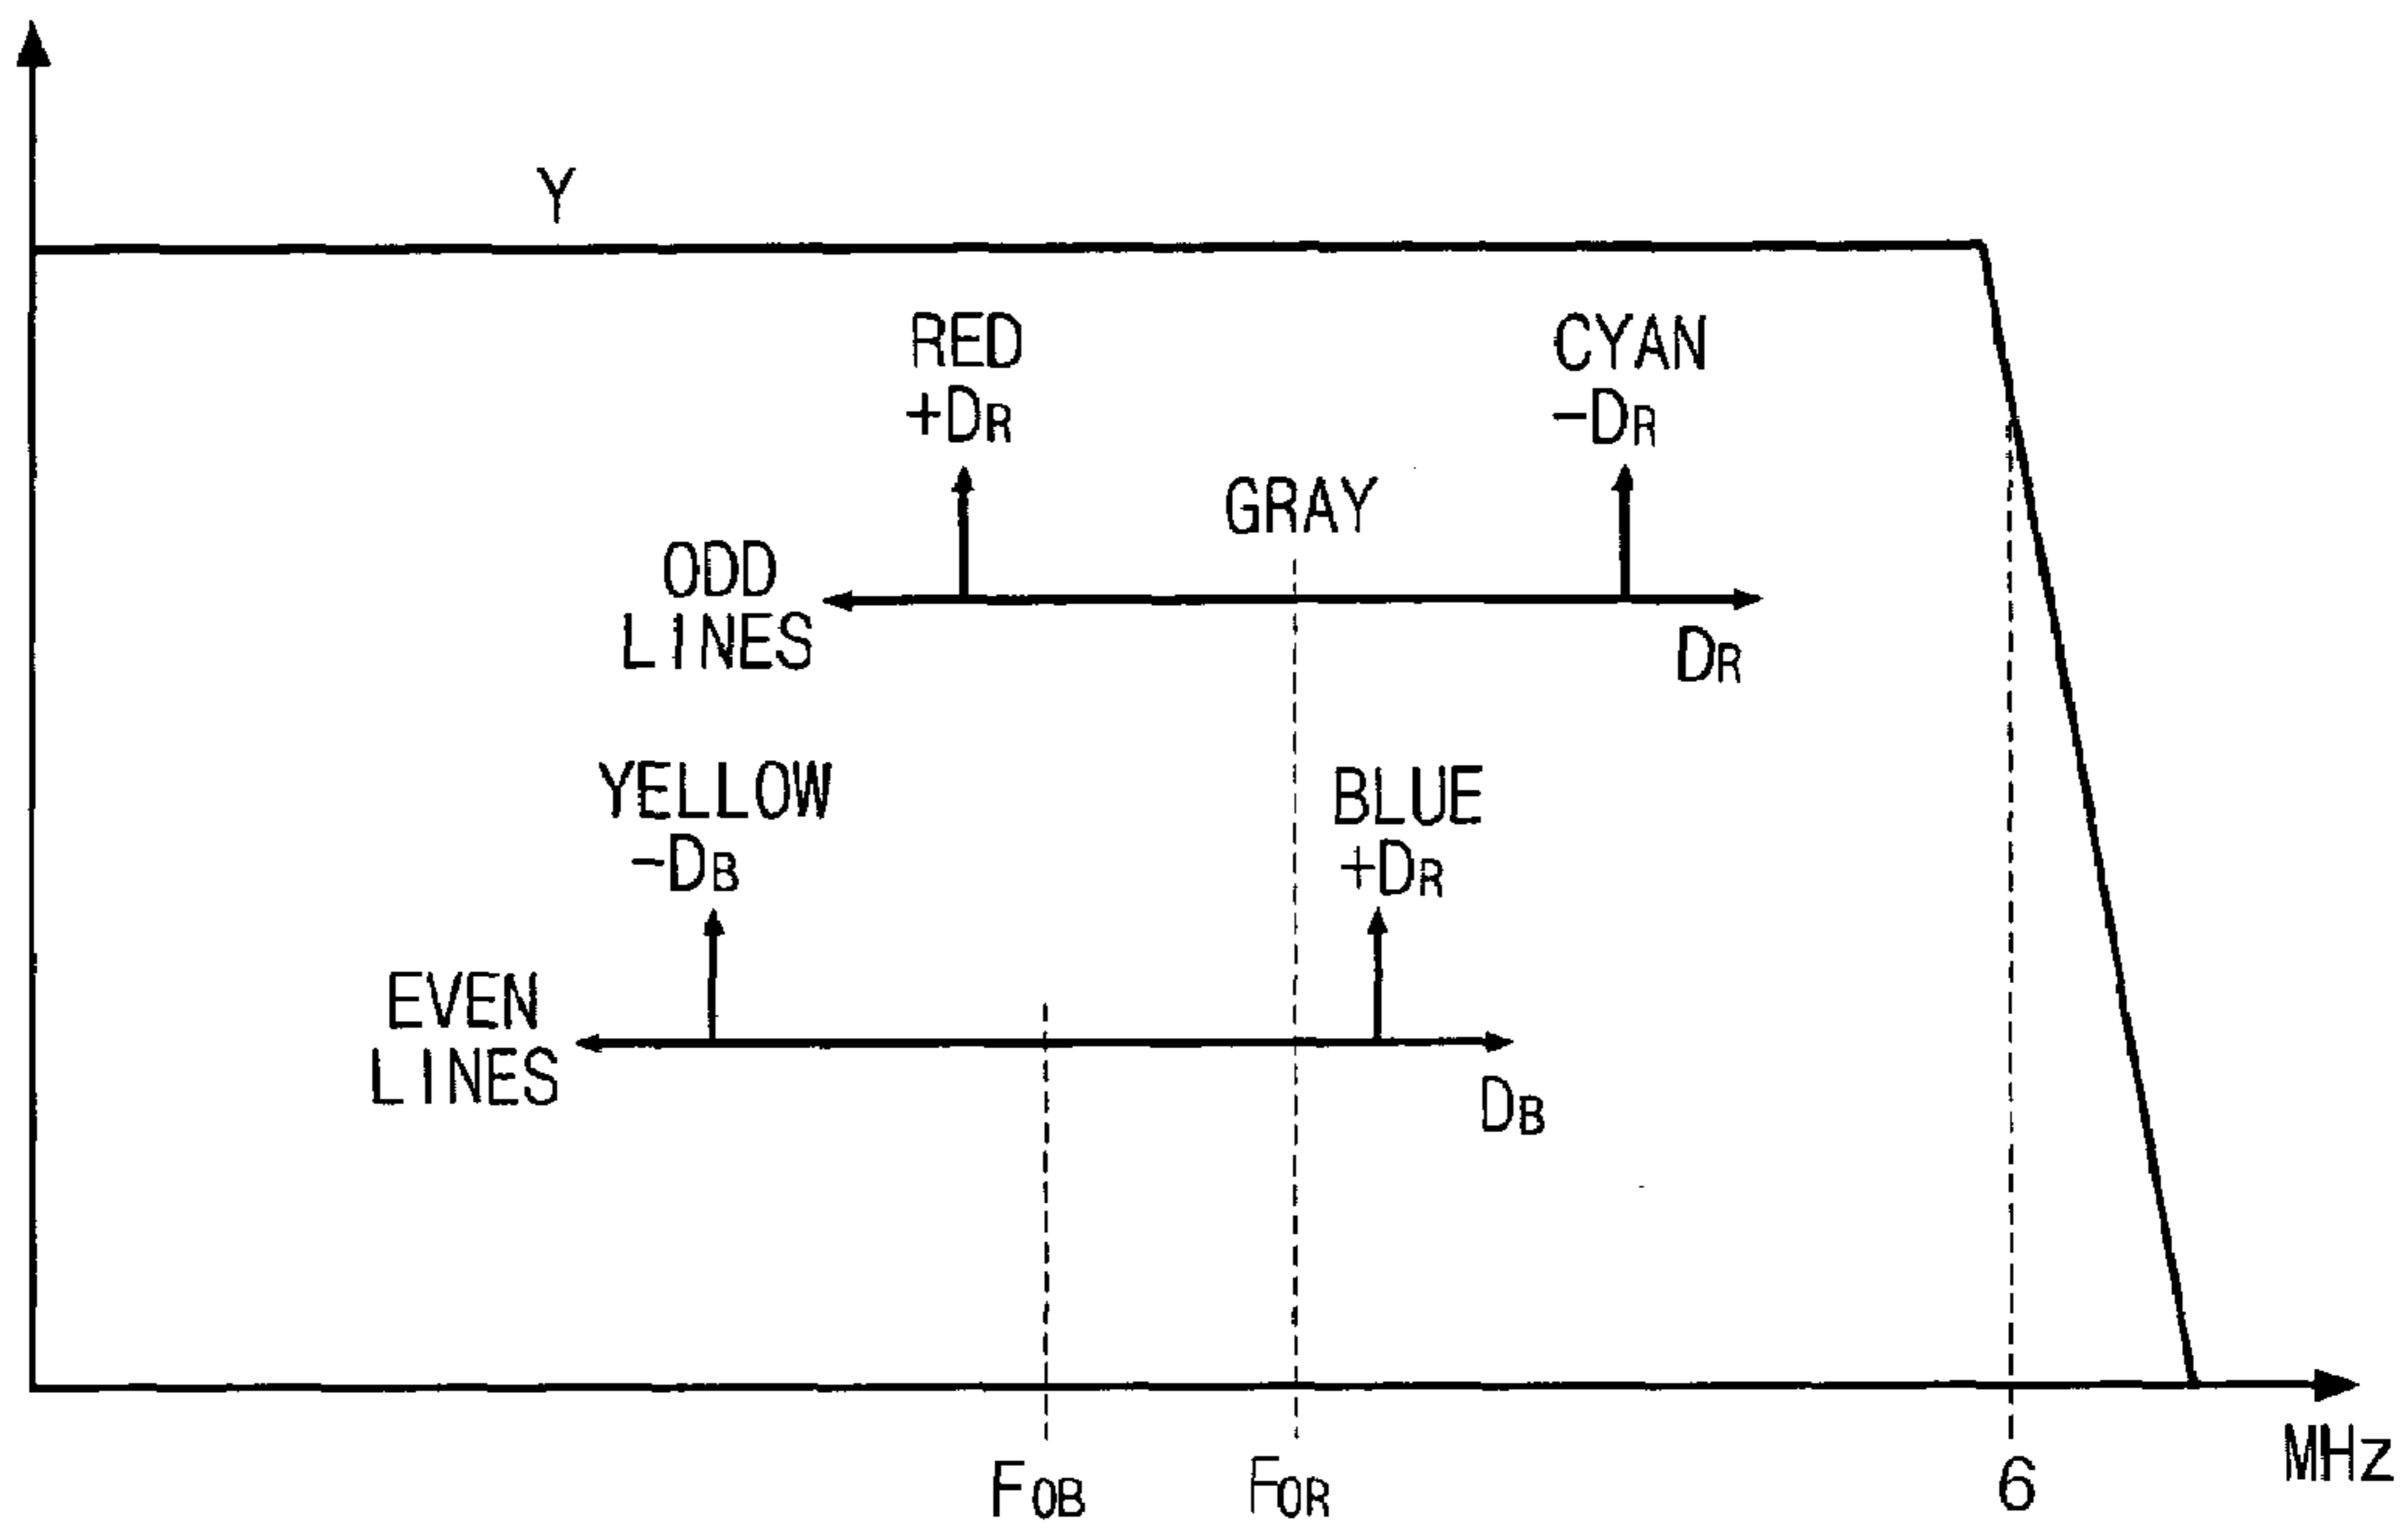 Y
RED
+DR
CYAN
-DR
GRAY
ODD
LINES
DR
YELLOW
-DB
BLUE
+DR
EVEN
LINES
DB
FOB
FOR
6
MHz